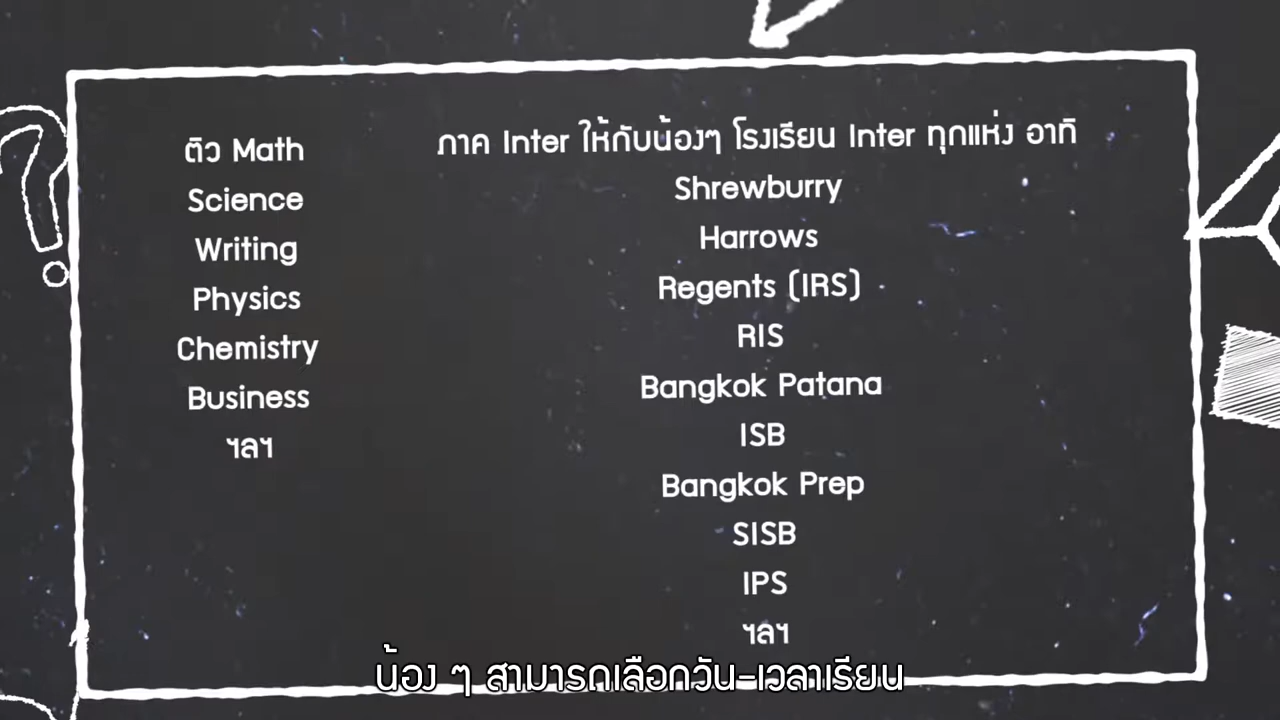 ติว Math
Science
Writing
Physics
Chemistry
Business
ฯลฯ
ภาค Inter ให้กับน้องๆ โรงเรียน Inter ทุกแห่ง อาทิ
Shrewburry
Harrows
Regents (IRS)
RIS
Bangkok Patana
ISB
Bangkok Prep
SISB
IPS
ฯลฯ
น้อง ๆ สามารถเลือกวัน-เวลาเรียน